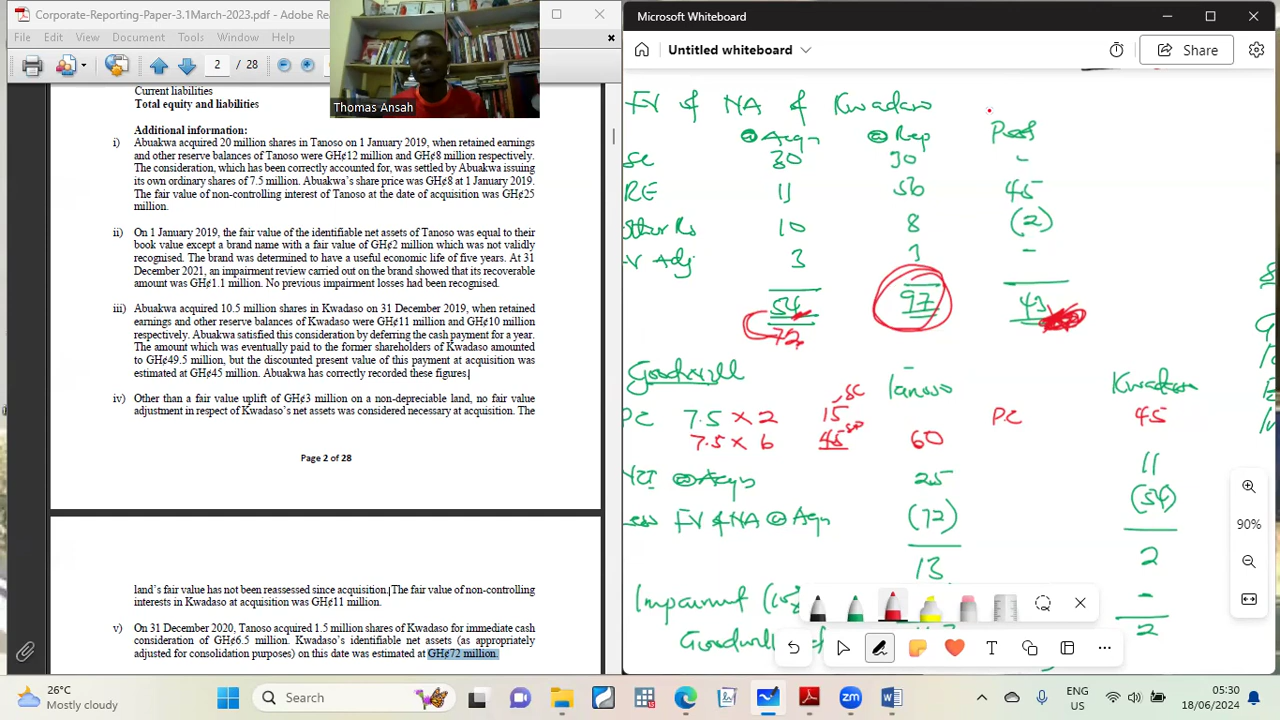 Corporate-Reporting-Paper-3.1March-2023.pdf - Adobe Rea
File Edit View Document Tools Window Help
2 / 28
Thomas Ansah
Current liabilities
Total equity and liabilities
Additional information:
i) Abuakwa acquired 20 million shares in Tanoso on 1 January 2019, when retained
earnings and other reserve balances of Tanoso were GH¢12 million and GH¢8 million respectively.
The consideration, which has been correctly accounted for, was settled by Abuakwa issuing
its own ordinary shares of 7.5 million. Abuakwa's share price was GH¢8 at 1 January 2019.
The fair value of non-controlling interest of Tanoso at the date of acquisition was GH¢25
million.
ii) On 1 January 2019, the fair value of the identifiable net assets of Tanoso was equal to their
book value except a brand name with a fair value of GH¢2 million which was not validly
recognised. The brand was determined to have a useful economic life of five years. At 31
December 2021, an impairment review carried out on the brand showed that its recoverable
amount was GH¢1.1 million. No previous impairment losses had been recognised.
iii) Abuakwa acquired 10.5 million shares in Kwadaso on 31 December 2019, when retained
earnings and other reserve balances of Kwadaso were GH¢11 million and GH¢10 million
respectively. Abuakwa satisfied this consideration by deferring the cash payment for a year.
The amount which was eventually paid to the former shareholders of Kwadaso amounted
to GH¢49.5 million, but the discounted present value of this payment at acquisition was
estimated at GH¢45 million. Abuakwa has correctly recorded these figures.
iv) Other than a fair value uplift of GH¢3 million on a non-depreciable land, no fair value
adjustment in respect of Kwadaso's net assets was considered necessary at acquisition. The
Page 2 of 28
land's fair value has not been reassessed since acquisition. The fair value of non-controlling
interests in Kwadaso at acquisition was GH¢11 million.
v) On 31 December 2020, Tanoso acquired 1.5 million shares of Kwadaso for immediate cash
consideration of GH¢6.5 million. Kwadaso's identifiable net assets (as appropriately
adjusted for consolidation purposes) on this date was estimated at GH¢72 million.
Microsoft Whiteboard
Untitled whiteboard
Share
FV of NA of Kwadaso
@ Acqn @ Rep Post
SC 30 30 -
RE 11 56 45
Other Rs 10 8 (2)
V Adj 3 3 -
54 97 43
72
Goodwill Tanoso Kwadaso
PC 7.5 × 2 15 SC PC 45
7.5 × 6 45 60
NCI @ Acqn 25 11
Less FV of NA @ Aqn (72) (54)
13 2
Impairment -
Goodwill 2
90%
26°C
Mostly cloudy
Search
ENG
US
05:30
18/06/2024